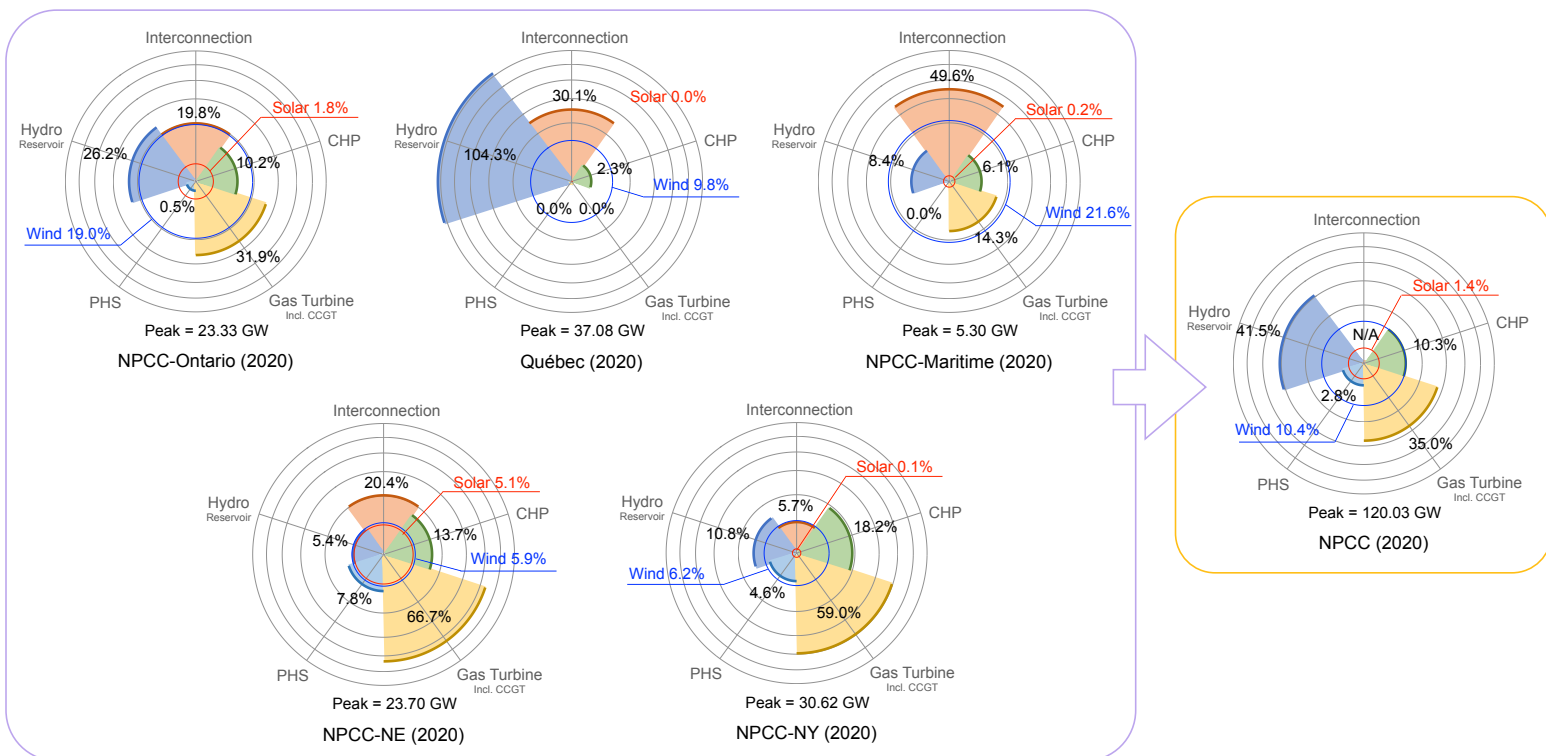 Interconnection
19.8%
Solar 1.8%
Hydro
Reservoir
CHP
26.2%
10.2%
0.5%
Wind 19.0%
31.9%
PHS
Gas Turbine
Incl. CCGT
Peak = 23.33 GW
NPCC-Ontario (2020)
Interconnection
30.1%
Solar 0.0%
Hydro
Reservoir
CHP
104.3%
2.3%
Wind 9.8%
0.0%
0.0%
PHS
Gas Turbine
Incl. CCGT
Peak = 37.08 GW
Québec (2020)
Interconnection
49.6%
Solar 0.2%
Hydro
Reservoir
CHP
8.4%
6.1%
0.0%
Wind 21.6%
14.3%
PHS
Gas Turbine
Incl. CCGT
Peak = 5.30 GW
NPCC-Maritime (2020)
Interconnection
20.4%
Solar 5.1%
Hydro
Reservoir
CHP
5.4%
13.7%
Wind 5.9%
7.8%
66.7%
PHS
Gas Turbine
Incl. CCGT
Peak = 23.70 GW
NPCC-NE (2020)
Interconnection
5.7%
Solar 0.1%
Hydro
Reservoir
CHP
10.8%
18.2%
Wind 6.2%
4.6%
59.0%
PHS
Gas Turbine
Incl. CCGT
Peak = 30.62 GW
NPCC-NY (2020)
Interconnection
N/A
Solar 1.4%
Hydro
Reservoir
CHP
41.5%
10.3%
2.8%
Wind 10.4%
35.0%
PHS
Gas Turbine
Incl. CCGT
Peak = 120.03 GW
NPCC (2020)